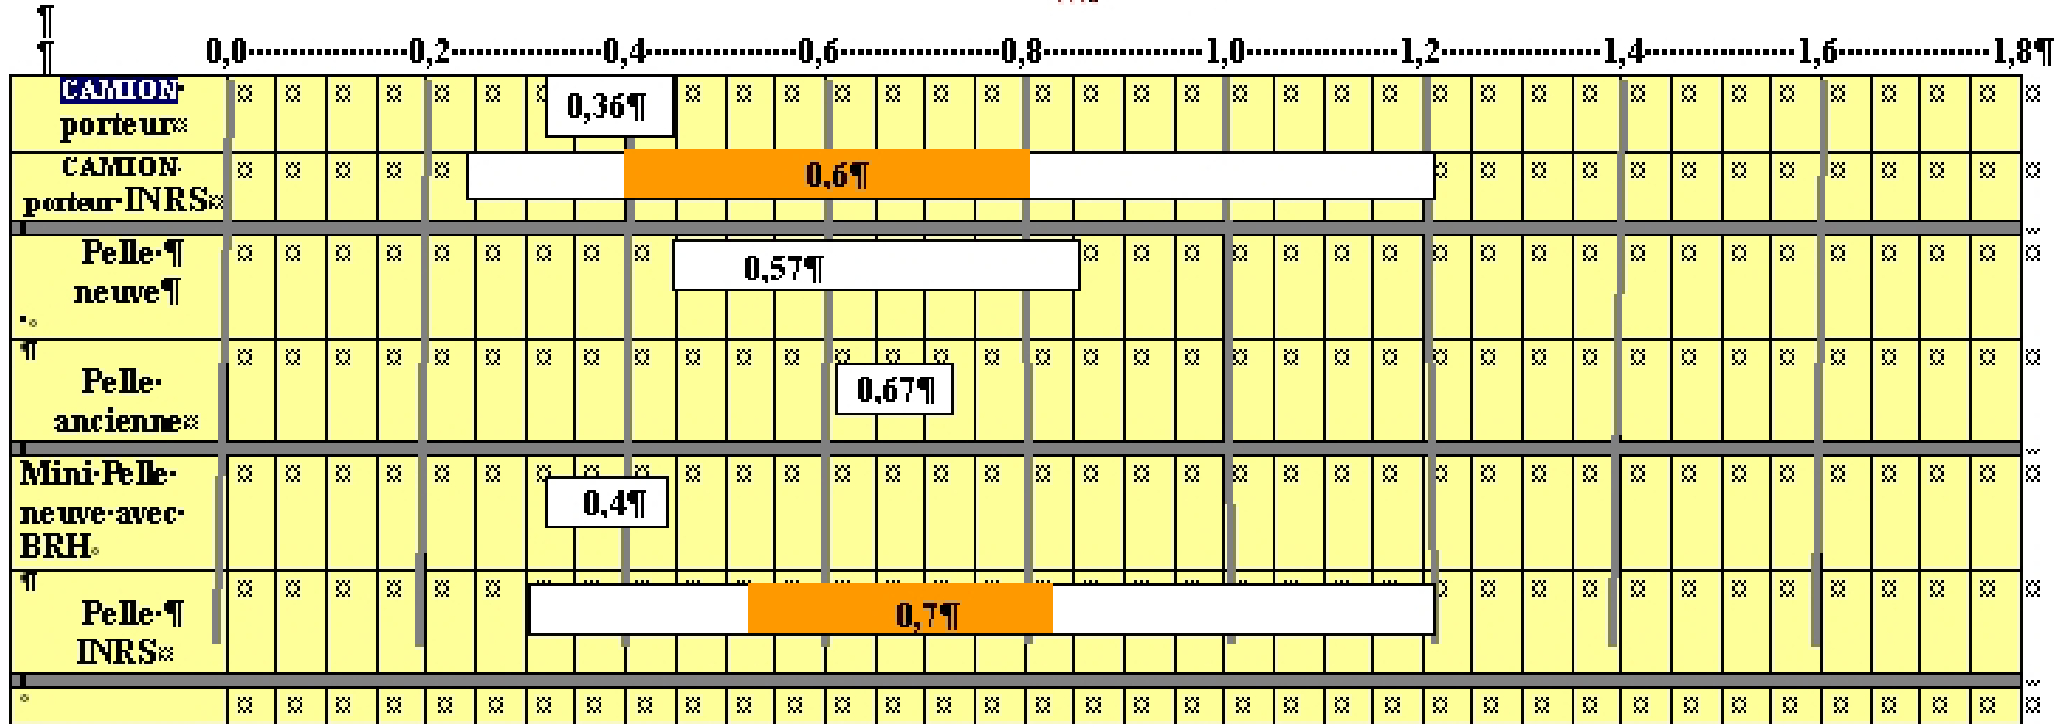 ¶
¶ 0,0 0,2 0,4 0,6 0,8 1,0 1,2 1,4 1,6 1,8¶
CAMION·
porteur¤
0,36¶
CAMION·
porteur·INRS¤
0,6¶
Pelle·¶
neuve¶
0,57¶
¶
Pelle·
ancienne¤
0,67¶
Mini·Pelle·
neuve·avec·
BRH
0,4¶
¶
Pelle·¶
INRS¤
0,7¶